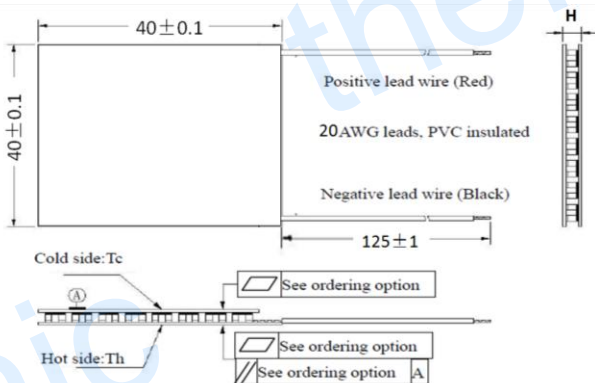 40±0.1
H
40±0.1
Positive lead wire (Red)
20AWG leads, PVC insulated
Negative lead wire (Black)
125±1
Cold side:Tc
A
See ordering option
Hot side:Th
See ordering option
See ordering option A